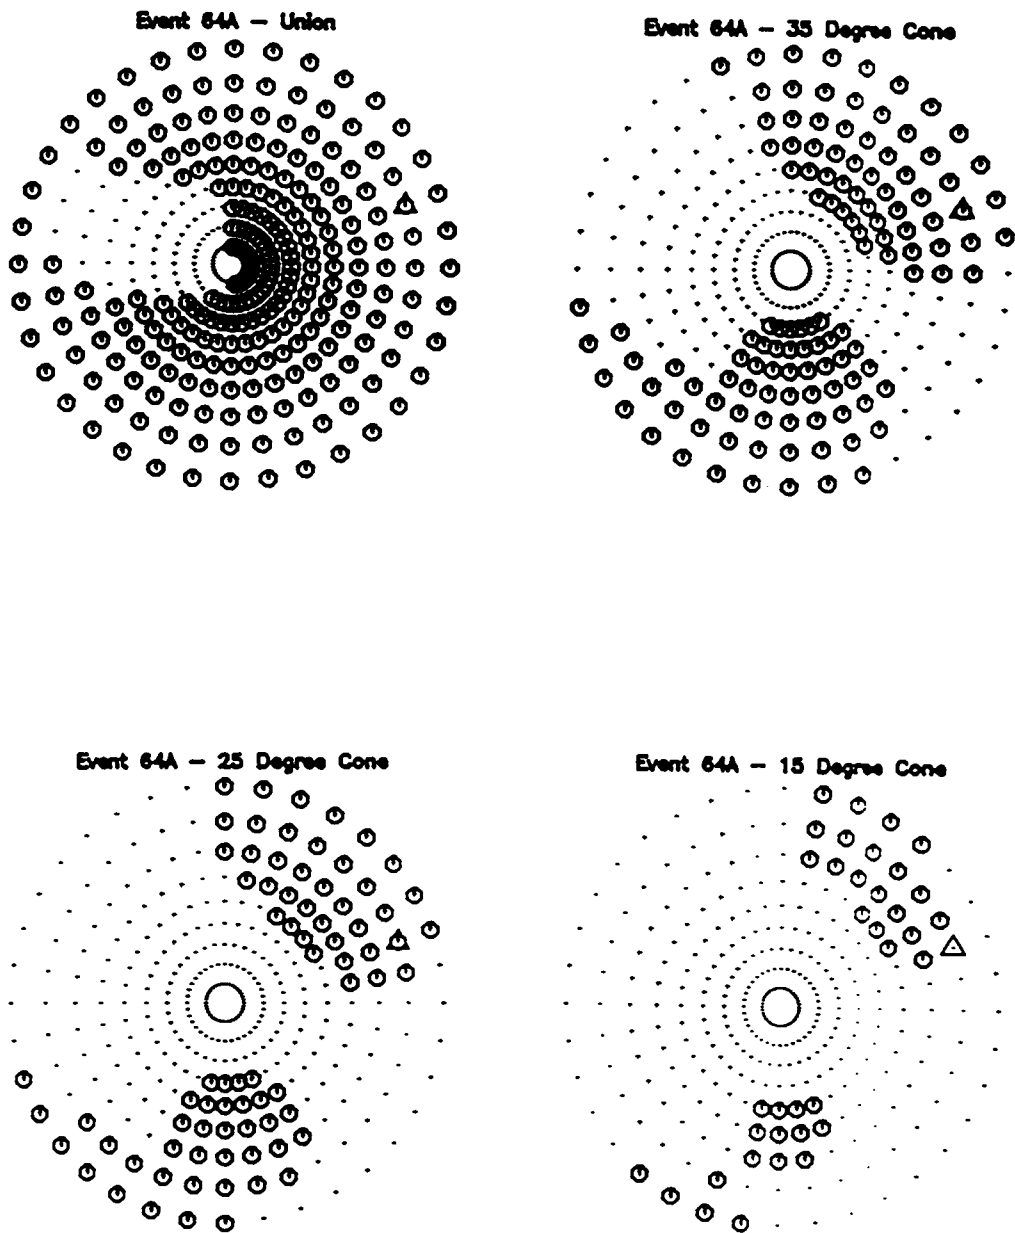 Event 64A - Union
Event 64A - 35 Degree Cone
Event 64A - 25 Degree Cone
Event 64A - 15 Degree Cone